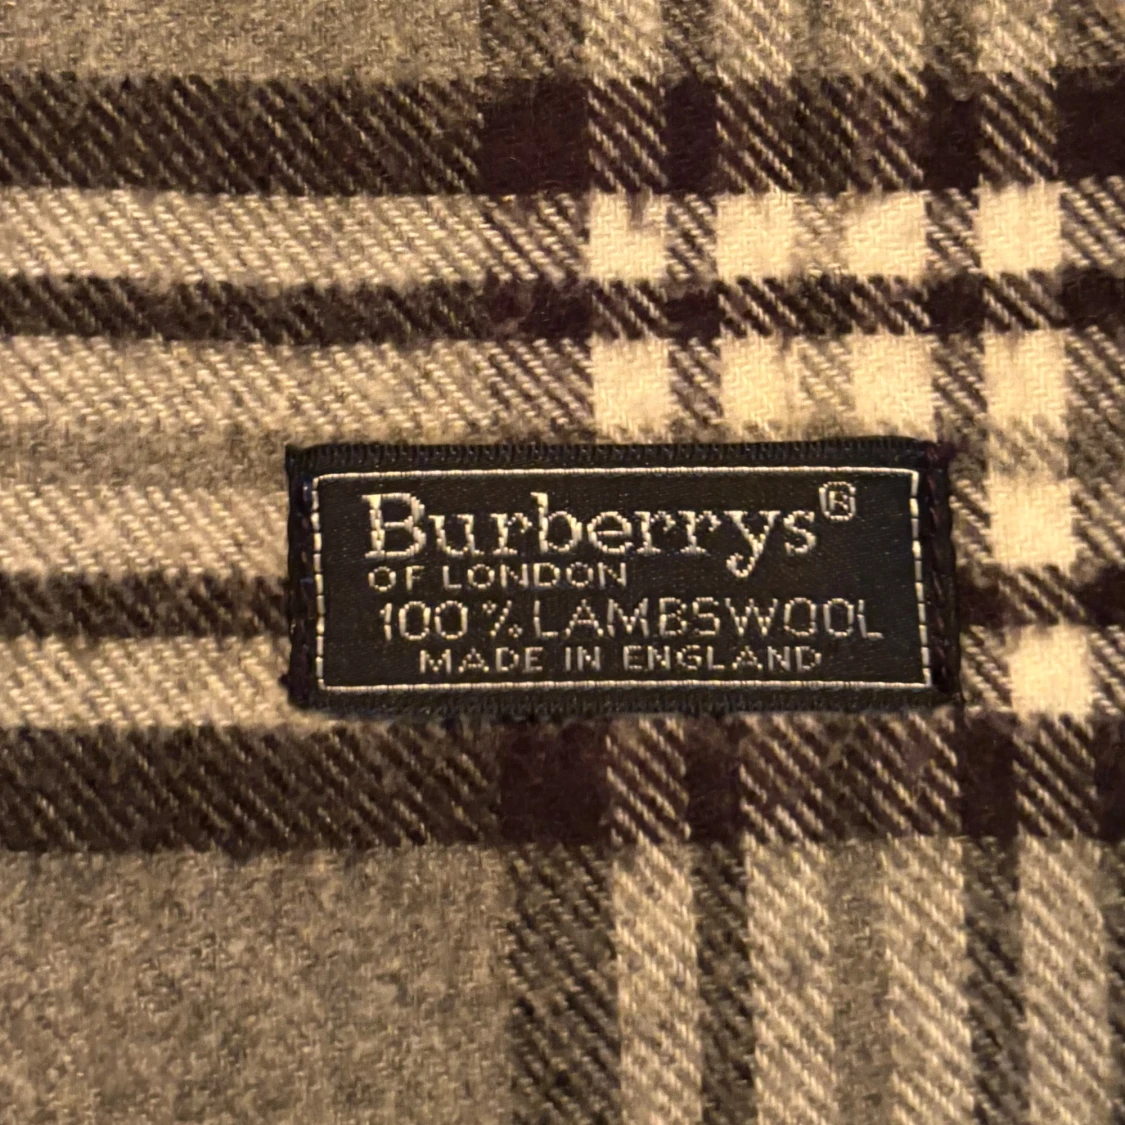 Burberrys®
OF LONDON
100% LAMBSWOOL
MADE IN ENGLAND